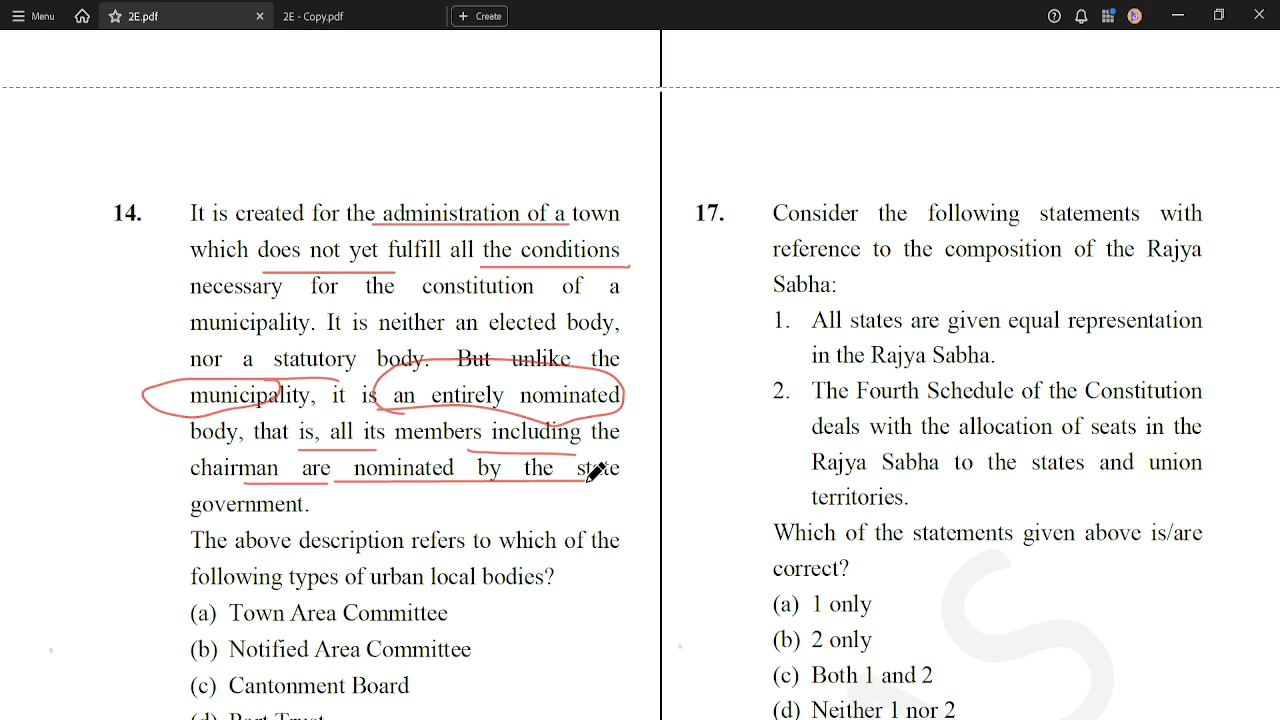 Menu
2E.pdf
2E - Copy.pdf
Create
14. It is created for the administration of a town
which does not yet fulfill all the conditions
necessary for the constitution of a
municipality. It is neither an elected body,
nor a statutory body. But unlike the
municipality, it is an entirely nominated
body, that is, all its members including the
chairman are nominated by the state
government.
The above description refers to which of the
following types of urban local bodies?
(a) Town Area Committee
(b) Notified Area Committee
(c) Cantonment Board
(d) Port Trust
17. Consider the following statements with
reference to the composition of the Rajya
Sabha:
1. All states are given equal representation
in the Rajya Sabha.
2. The Fourth Schedule of the Constitution
deals with the allocation of seats in the
Rajya Sabha to the states and union
territories.
Which of the statements given above is/are
correct?
(a) 1 only
(b) 2 only
(c) Both 1 and 2
(d) Neither 1 nor 2
S